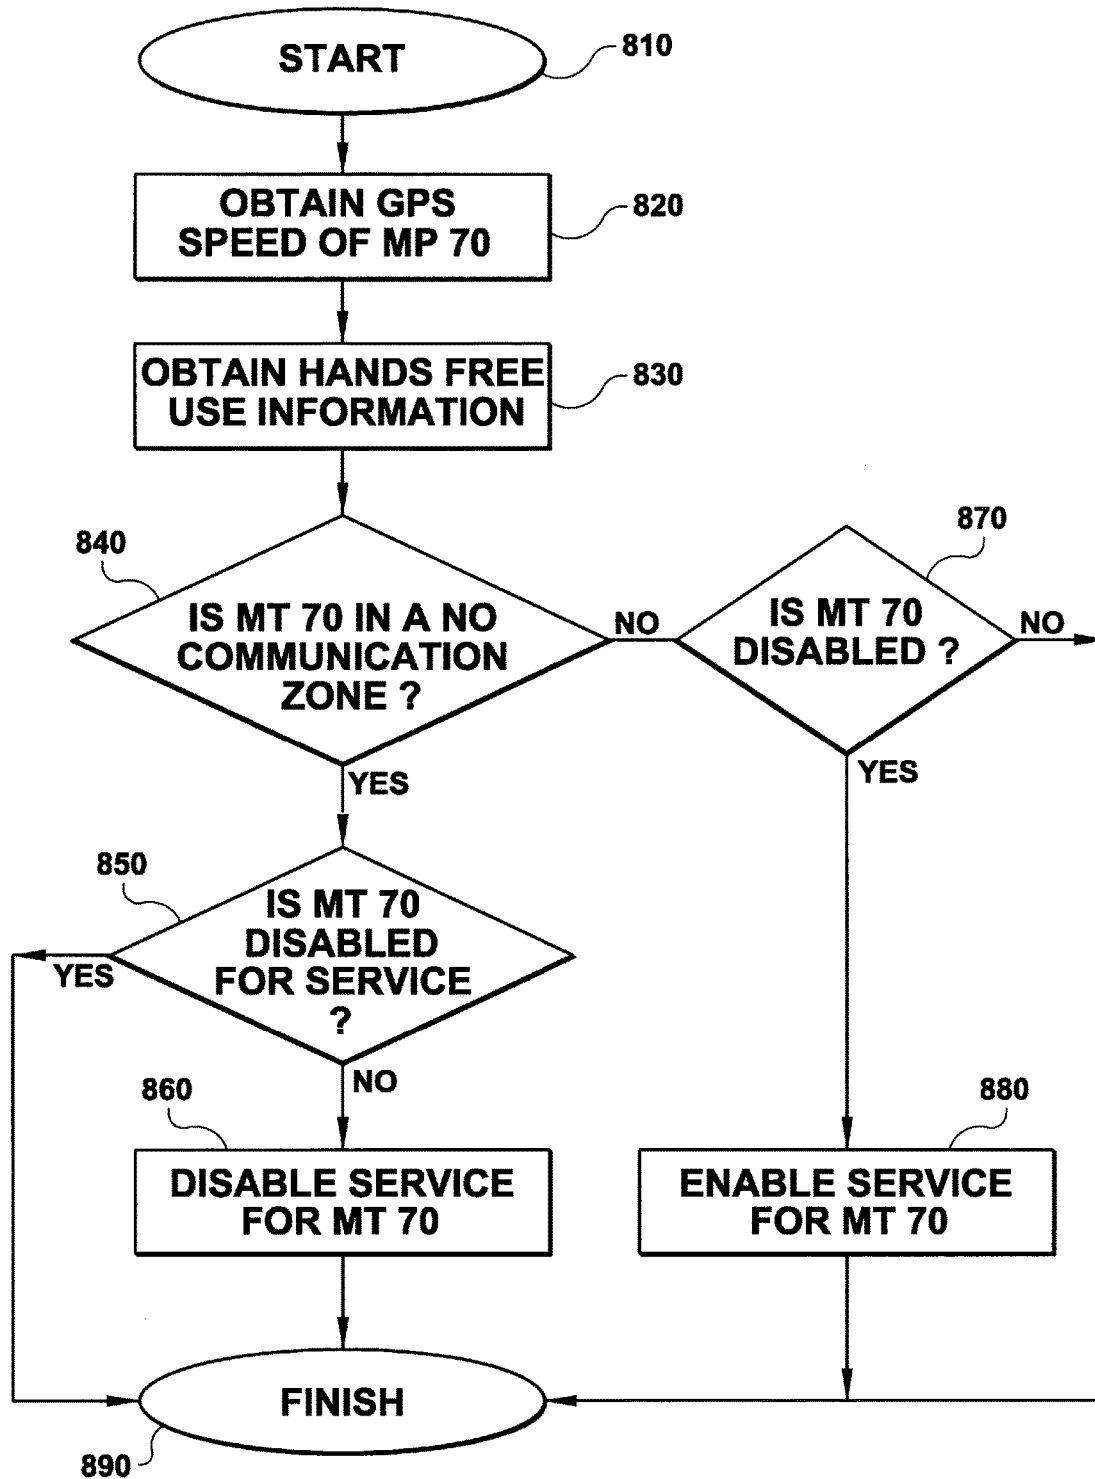 START
810
OBTAIN GPS
SPEED OF MP 70
820
OBTAIN HANDS FREE
USE INFORMATION
830
840
IS MT 70 IN A NO
COMMUNICATION
ZONE ?
NO
YES
870
IS MT 70
DISABLED ?
NO
YES
850
IS MT 70
DISABLED
FOR SERVICE
?
YES
NO
860
DISABLE SERVICE
FOR MT 70
880
ENABLE SERVICE
FOR MT 70
FINISH
890